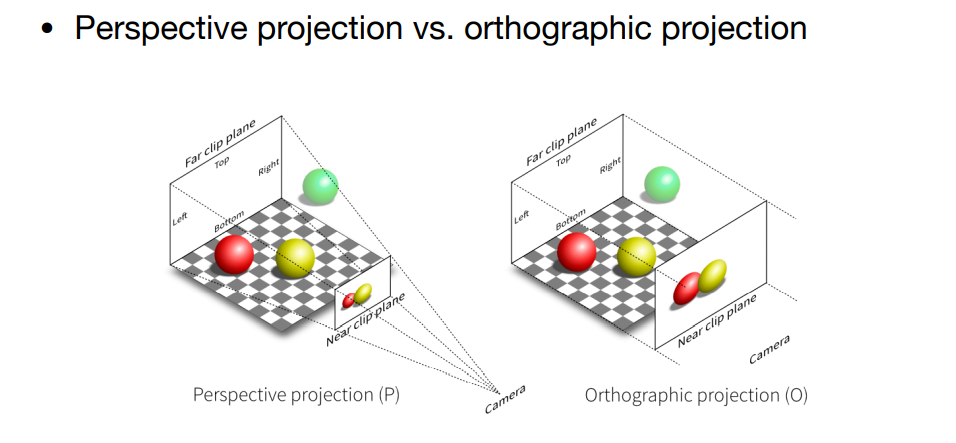 • Perspective projection vs. orthographic projection
Far clip plane
Top
Right
Left
Bottom
Near clip plane
Camera
Perspective projection (P)
Far clip plane
Top
Right
Left
Bottom
Near clip plane
Camera
Orthographic projection (O)